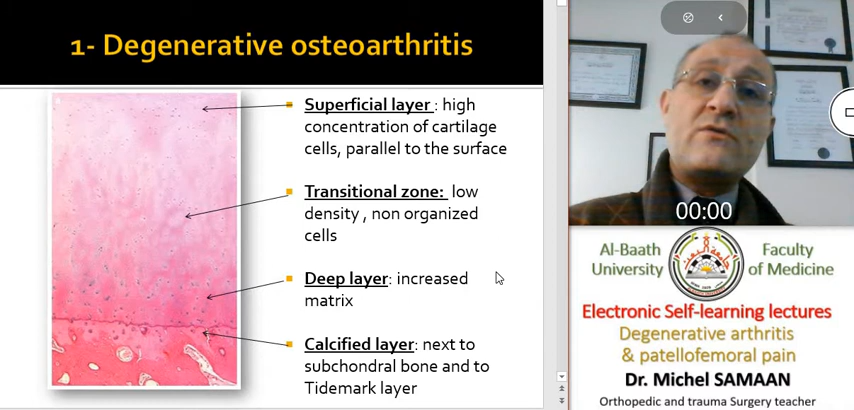 1- Degenerative osteoarthritis
Superficial layer : high
concentration of cartilage
cells, parallel to the surface
Transitional zone: low
density , non organized
cells
Deep layer: increased
matrix
Calcified layer: next to
subchondral bone and to
Tidemark layer
00:00
Al-Baath
University
Faculty
of Medicine
Electronic Self-learning lectures
Degenerative arthritis
& patellofemoral pain
Dr. Michel SAMAAN
Orthopedic and trauma Surgery teacher